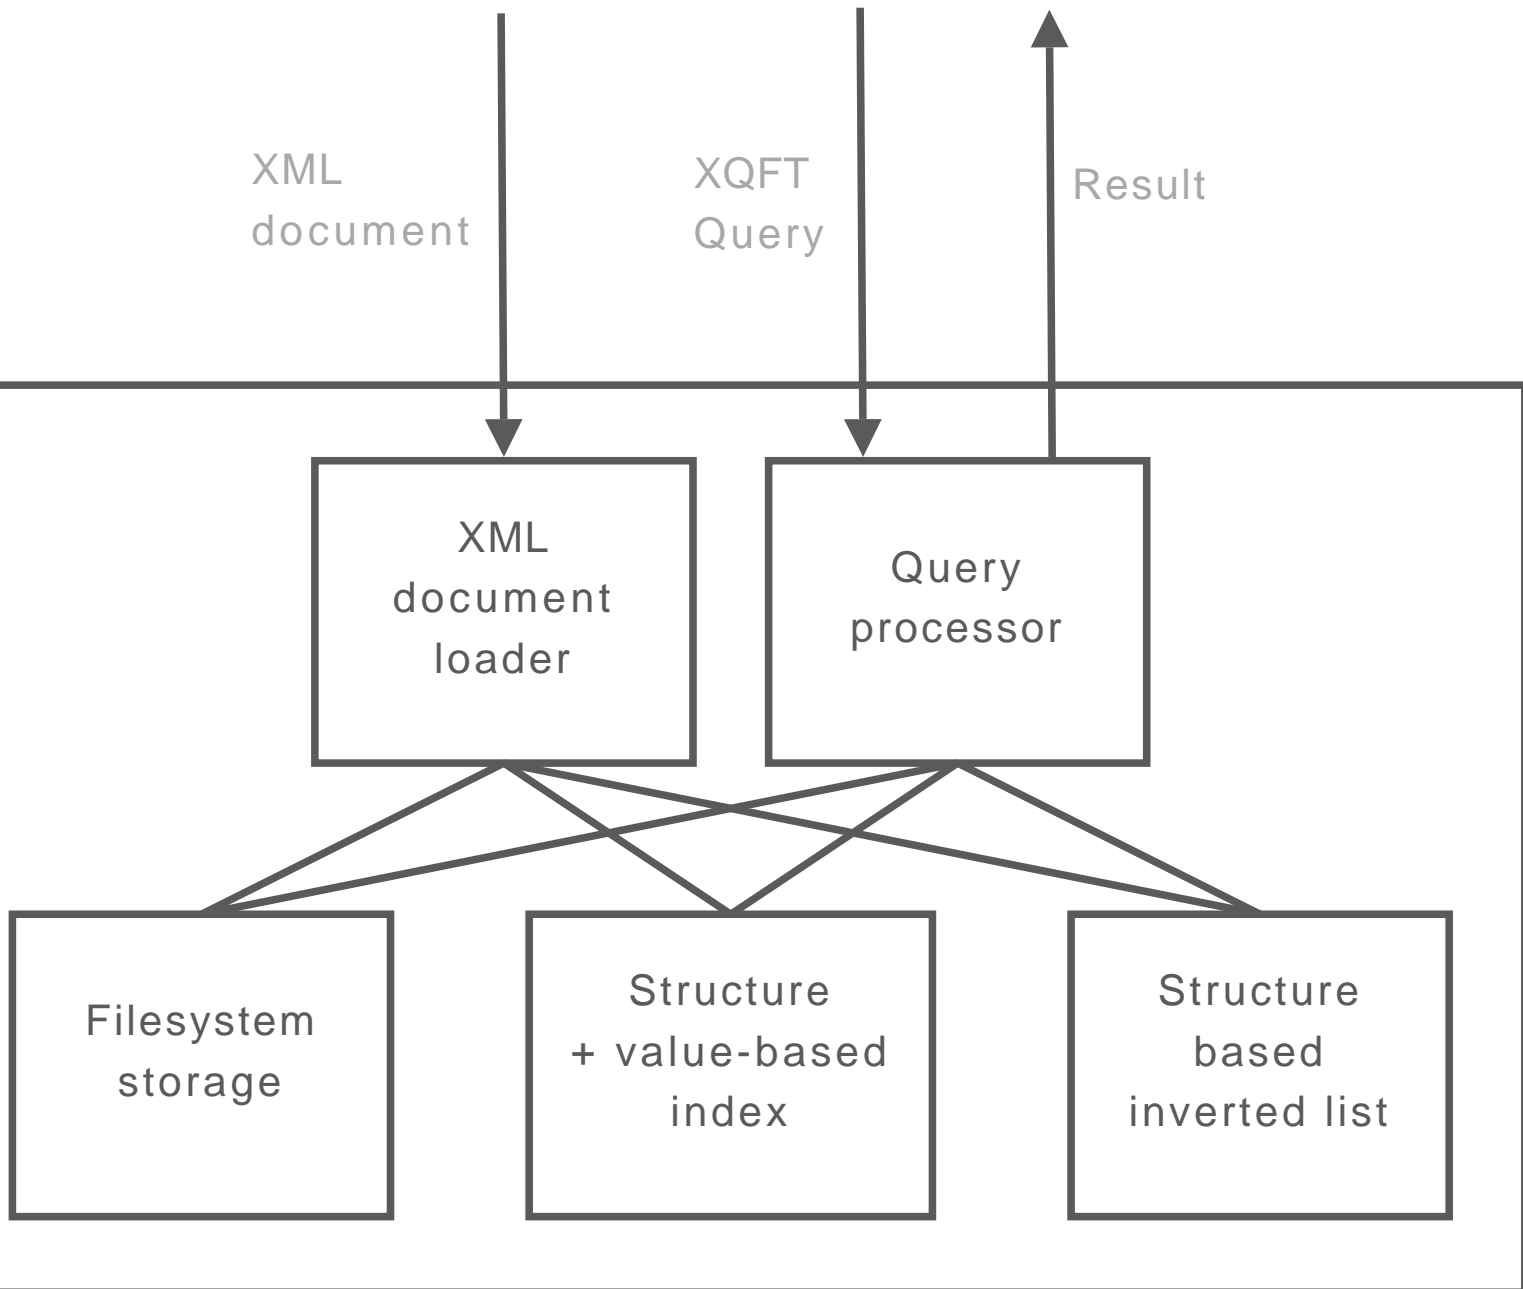 XML
document
XQFT
Query
Result
XML
document
loader
Query
processor
Filesystem
storage
Structure
+ value-based
index
Structure
based
inverted list